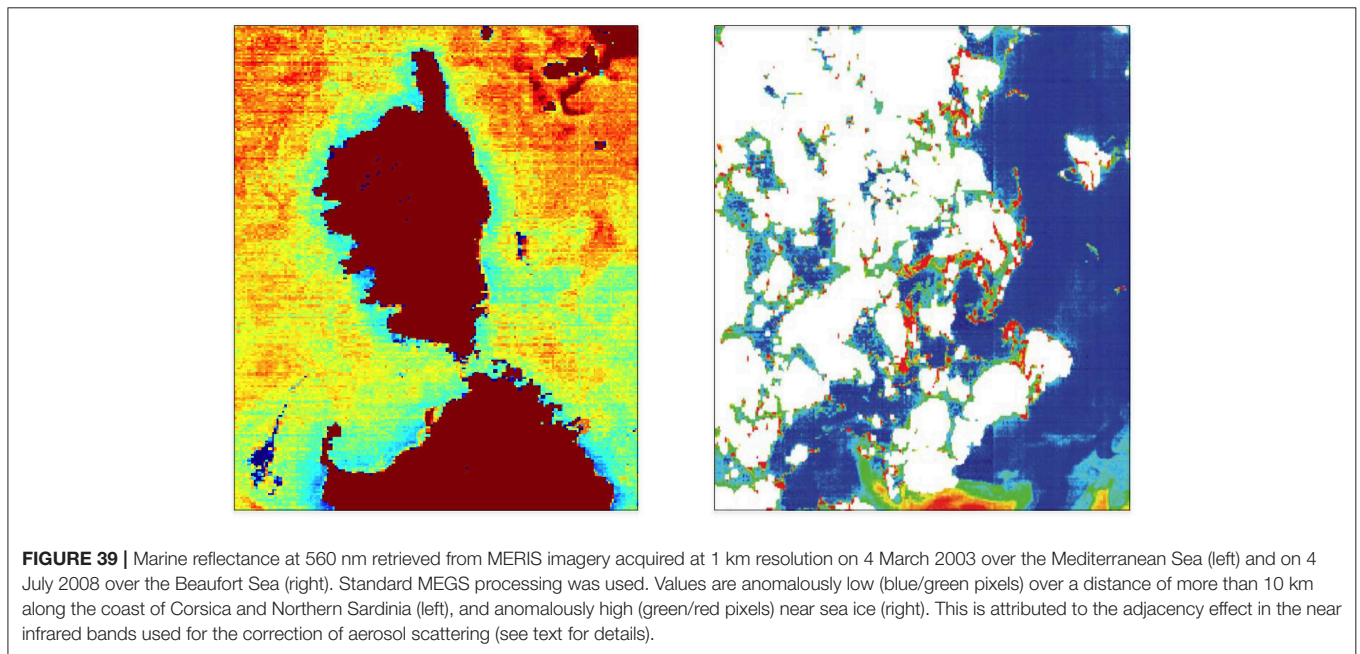 FIGURE 39 | Marine reflectance at 560 nm retrieved from MERIS imagery acquired at 1 km resolution on 4 March 2003 over the Mediterranean Sea (left) and on 4
July 2008 over the Beaufort Sea (right). Standard MEGS processing was used. Values are anomalously low (blue/green pixels) over a distance of more than 10 km
along the coast of Corsica and Northern Sardinia (left), and anomalously high (green/red pixels) near sea ice (right). This is attributed to the adjacency effect in the near
infrared bands used for the correction of aerosol scattering (see text for details).